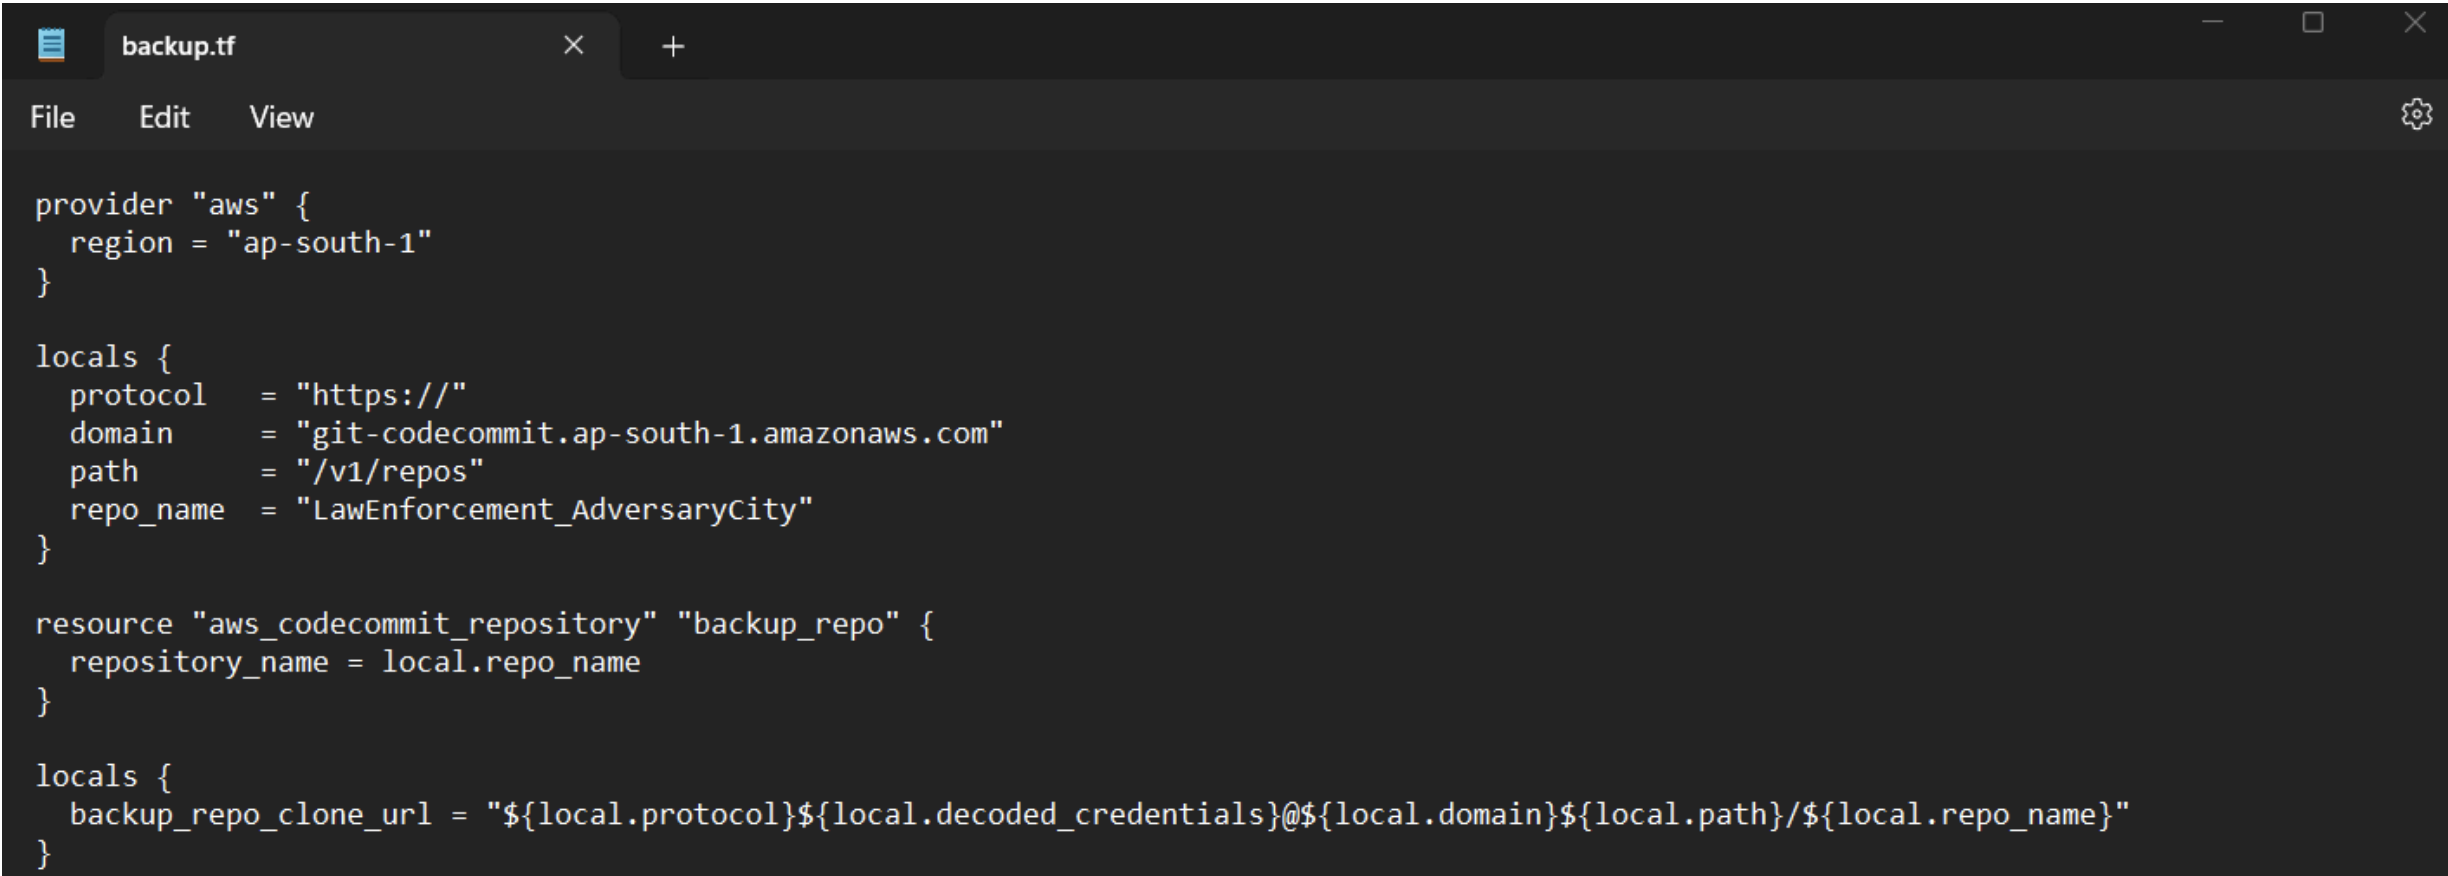 backup.tf
File Edit View
provider "aws" {
  region = "ap-south-1"
}
locals {
  protocol   = "https://"
  domain     = "git-codecommit.ap-south-1.amazonaws.com"
  path       = "/v1/repos"
  repo_name  = "LawEnforcement_AdversaryCity"
}
resource "aws_codecommit_repository" "backup_repo" {
  repository_name = local.repo_name
}
locals {
  backup_repo_clone_url = "${local.protocol}${local.decoded_credentials}@${local.domain}${local.path}/${local.repo_name}"
}